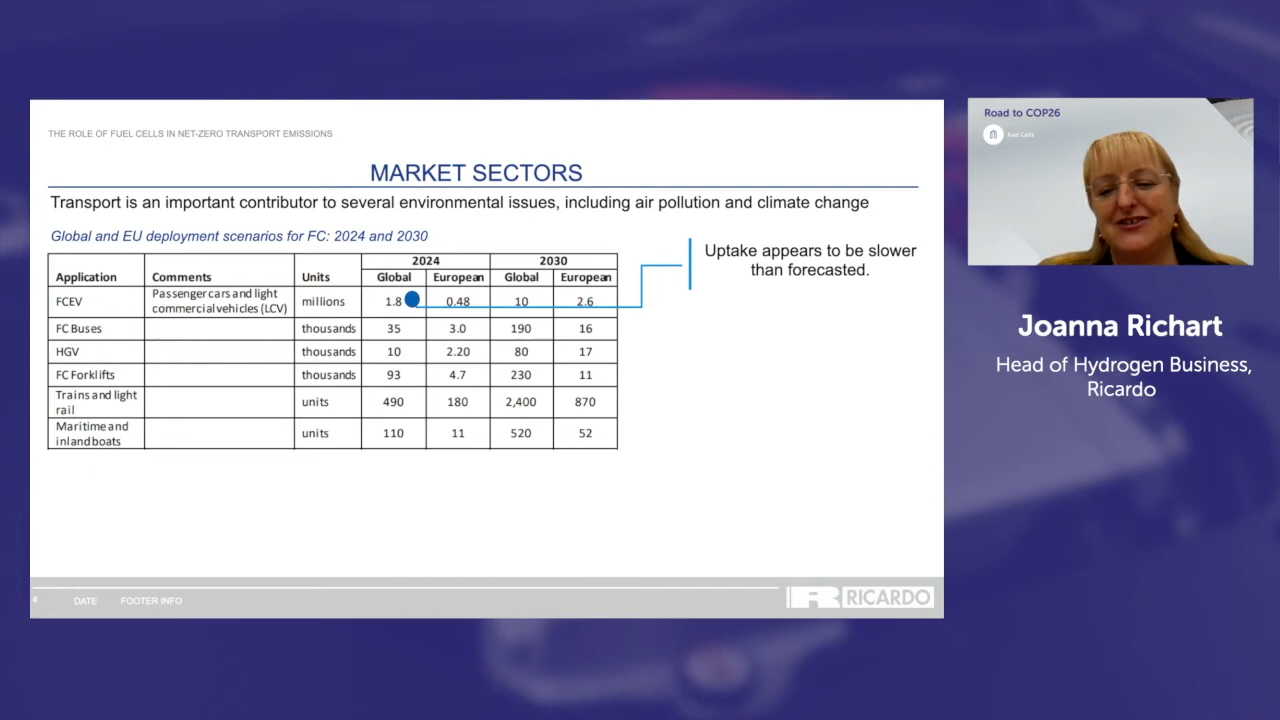 THE ROLE OF FUEL CELLS IN NET-ZERO TRANSPORT EMISSIONS
MARKET SECTORS
Transport is an important contributor to several environmental issues, including air pollution and climate change
Global and EU deployment scenarios for FC: 2024 and 2030
2024 2030
Application Comments Units Global European Global European
FCEV Passenger cars and light commercial vehicles (LCV) millions 1.8 0.48 10 2.6
FC Buses thousands 35 3.0 190 16
HGV thousands 10 2.20 80 17
FC Forklifts thousands 93 4.7 230 11
Trains and light rail units 490 180 2,400 870
Maritime and inland boats units 110 11 520 52
Uptake appears to be slower
than forecasted.
4 DATE FOOTER INFO
RICARDO
Road to COP26
Fuel Cells
Joanna Richart
Head of Hydrogen Business,
Ricardo